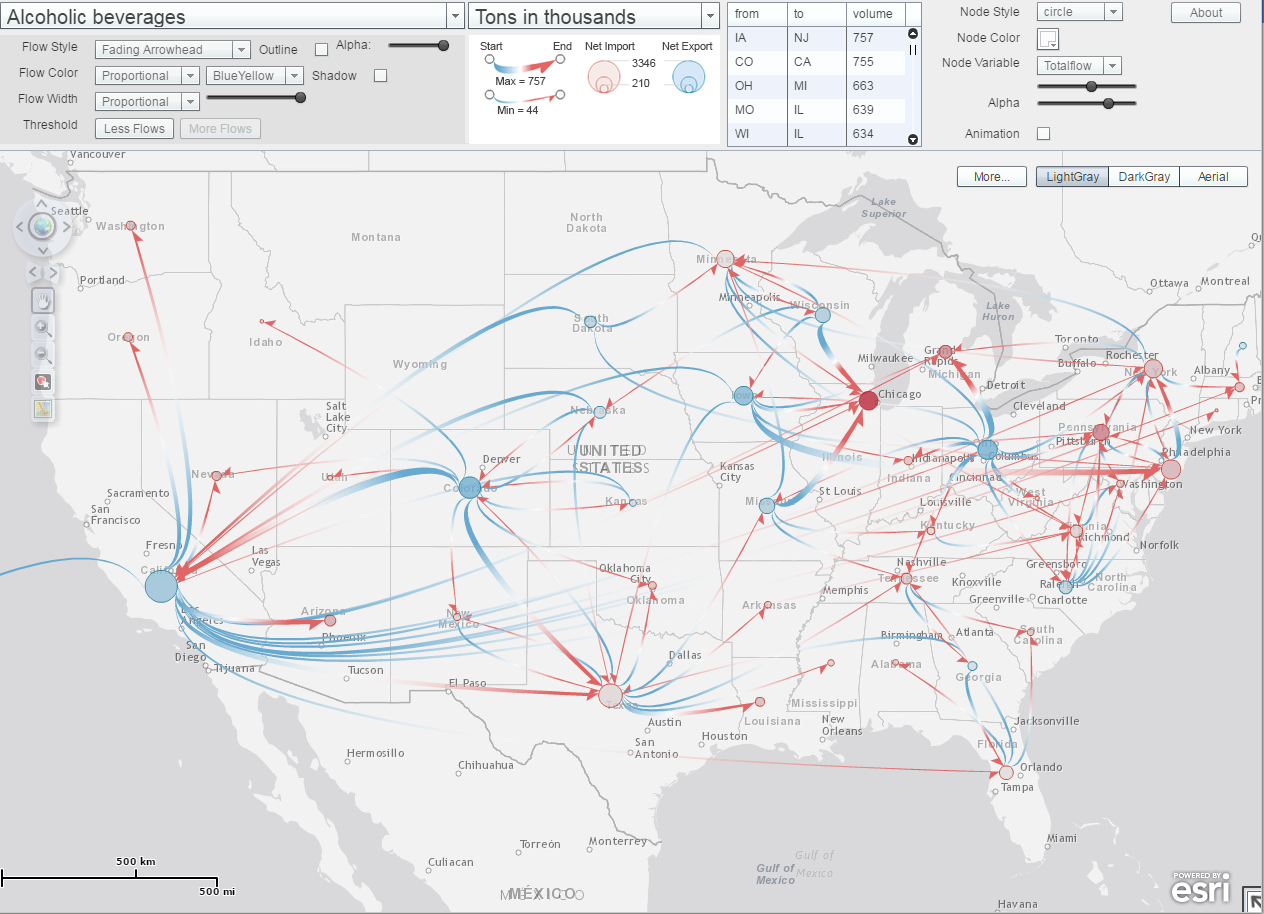 Alcoholic beverages
Tons in thousands
Flow Style
Fading Arrowhead
Outline
Alpha:
Flow Color
Proportional
BlueYellow
Shadow
Flow Width
Proportional
Threshold
Less Flows
More Flows
Start
End
Net Import
Net Export
Max = 757
3346
210
Min = 44
from to volume
IA NJ 757
CO CA 755
OH MI 663
MO IL 639
WI IL 634
Node Style
circle
About
Node Color
Node Variable
Totalflow
Alpha
Animation
More...
LightGray
DarkGray
Aerial
Vancouver
Seattle
Washington
Portland
Oregon
Montana
North
Dakota
Idaho
Wyoming
South
Dakota
Minneapolis
Wisconsin
Lake
Superior
Lake
Huron
Ottawa
Montreal
Toronto
Rochester
Buffalo
New York
Albany
Milwaukee
Grand
Rapids
Michigan
Detroit
Chicago
Cleveland
Salt
Lake
City
Nebraska
UNITED
STATES
Pennsylvania
Pittsburgh
New York
Philadelphia
Denver
Colorado
Kansas
City
Illinois
Indianapolis
Indiana
Columbus
Cincinnati
Washington
West
Virginia
Nevada
Utah
Sacramento
San
Francisco
Kansas
St Louis
Louisville
Kentucky
Richmond
Norfolk
Fresno
Las
Vegas
Los
Angeles
San
Diego
Tijuana
Arizona
Phoenix
Tucson
New
Mexico
El Paso
Oklahoma
City
Oklahoma
Arkansas
Nashville
Tennessee
Memphis
Knoxville
Greensboro
Greenville
Charlotte
North
Carolina
South
Carolina
Birmingham
Atlanta
Alabama
Georgia
Dallas
Texas
Austin
San
Antonio
Houston
Louisiana
Mississippi
New
Orleans
Jacksonville
Florida
Orlando
Tampa
Miami
Hermosillo
Chihuahua
Torreón
Monterrey
Culiacan
MÉXICO
Gulf of
Mexico
Gulf of
Mexico
Havana
500 km
500 mi
POWERED BY
esri